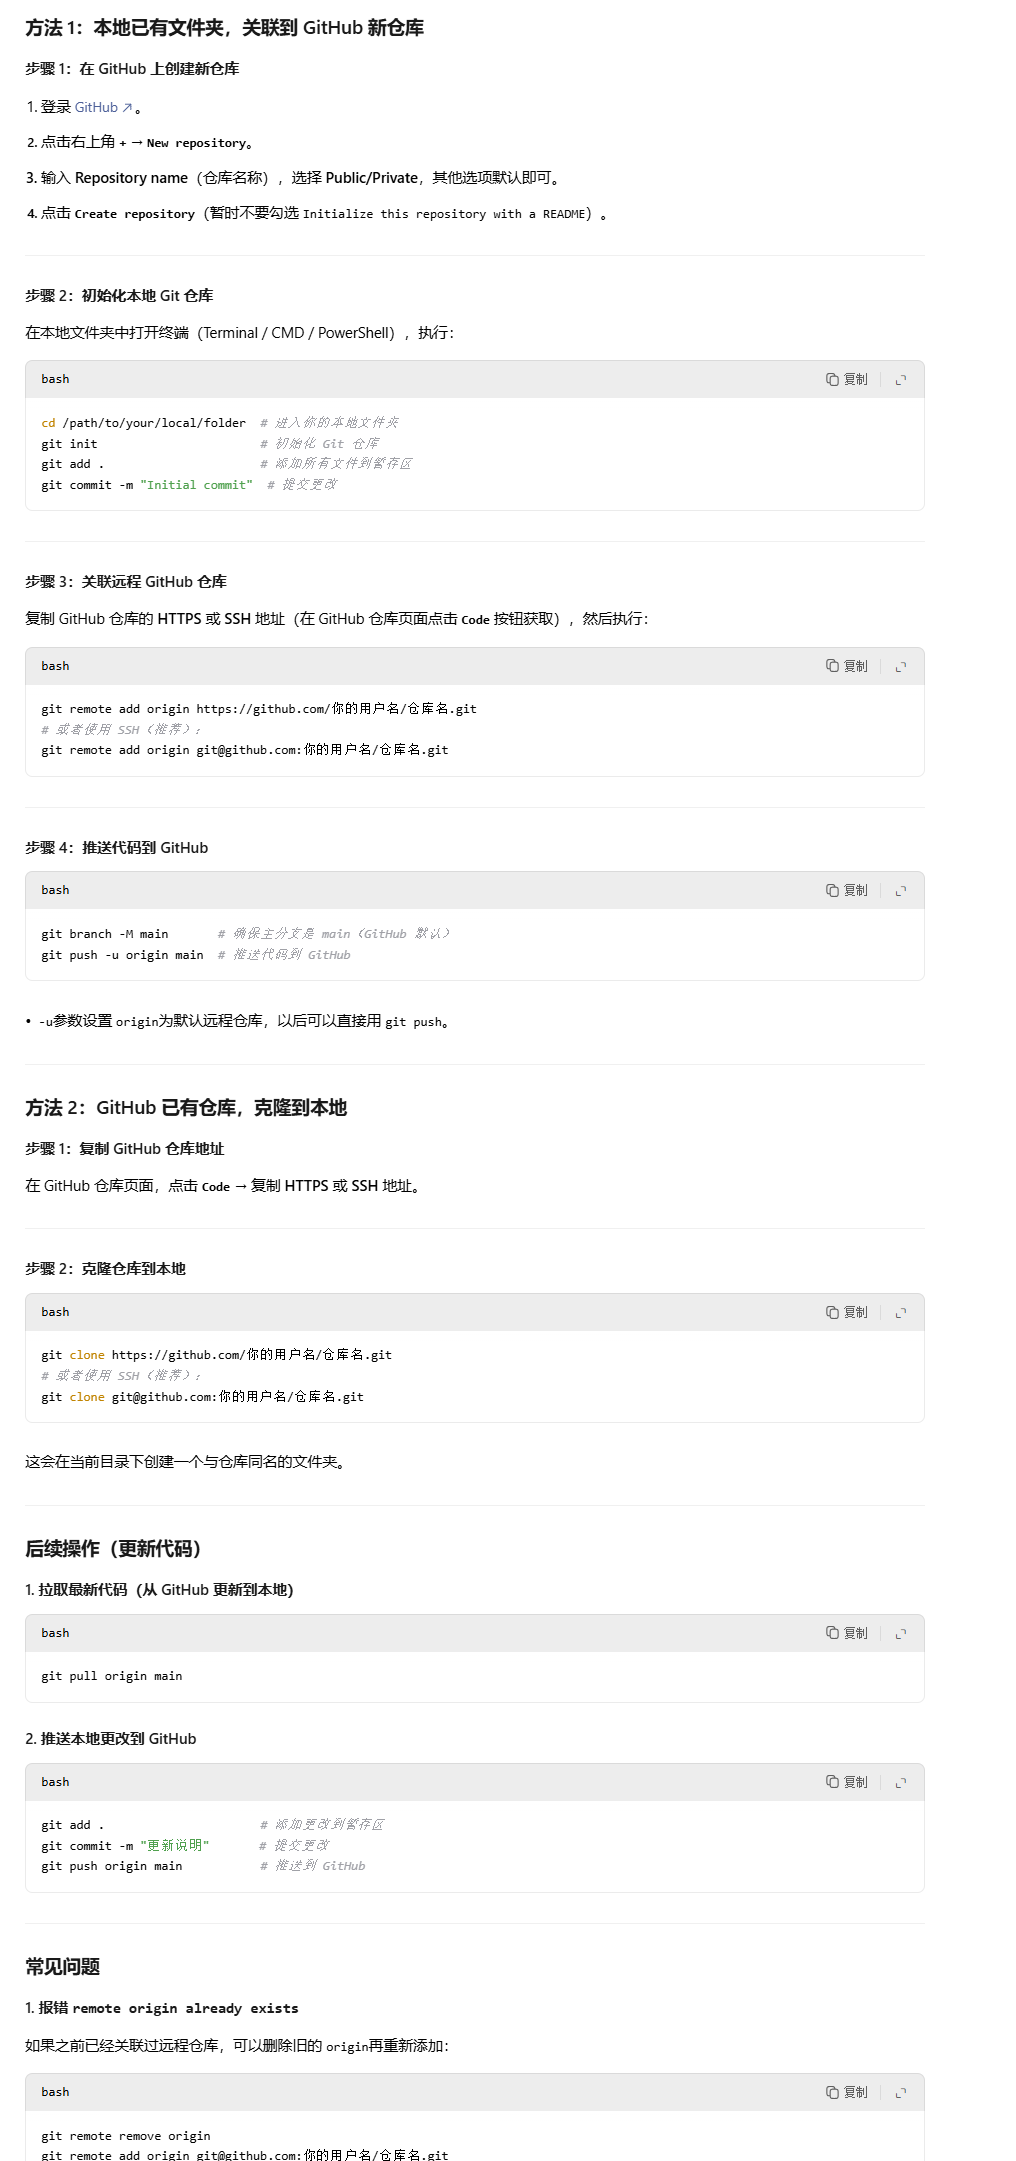 方法 1：本地已有文件夹，关联到 GitHub 新仓库
步骤 1：在 GitHub 上创建新仓库
1. 登录 GitHub ↗。
2. 点击右上角 + → New repository。
3. 输入 Repository name（仓库名称），选择 Public/Private，其他选项默认即可。
4. 点击 Create repository（暂时不要勾选 Initialize this repository with a README）。
步骤 2：初始化本地 Git 仓库
在本地文件夹中打开终端（Terminal / CMD / PowerShell），执行：
bash 复制
cd /path/to/your/local/folder  # 进入你的本地文件夹
git init                       # 初始化 Git 仓库
git add .                      # 添加所有文件到暂存区
git commit -m "Initial commit"  # 提交更改
步骤 3：关联远程 GitHub 仓库
复制 GitHub 仓库的 HTTPS 或 SSH 地址（在 GitHub 仓库页面点击 Code 按钮获取），然后执行：
bash 复制
git remote add origin https://github.com/你的用户名/仓库名.git
# 或者使用 SSH（推荐）：
git remote add origin git@github.com:你的用户名/仓库名.git
步骤 4：推送代码到 GitHub
bash 复制
git branch -M main       # 确保主分支是 main（GitHub 默认）
git push -u origin main  # 推送代码到 GitHub
• -u参数设置 origin为默认远程仓库，以后可以直接用 git push。
方法 2：GitHub 已有仓库，克隆到本地
步骤 1：复制 GitHub 仓库地址
在 GitHub 仓库页面，点击 Code → 复制 HTTPS 或 SSH 地址。
步骤 2：克隆仓库到本地
bash 复制
git clone https://github.com/你的用户名/仓库名.git
# 或者使用 SSH（推荐）：
git clone git@github.com:你的用户名/仓库名.git
这会在当前目录下创建一个与仓库同名的文件夹。
后续操作（更新代码）
1. 拉取最新代码（从 GitHub 更新到本地）
bash 复制
git pull origin main
2. 推送本地更改到 GitHub
bash 复制
git add .                      # 添加更改到暂存区
git commit -m "更新说明"       # 提交更改
git push origin main           # 推送到 GitHub
常见问题
1. 报错 remote origin already exists
如果之前已经关联过远程仓库，可以删除旧的 origin再重新添加：
bash 复制
git remote remove origin
git remote add origin git@github.com:你的用户名/仓库名.git